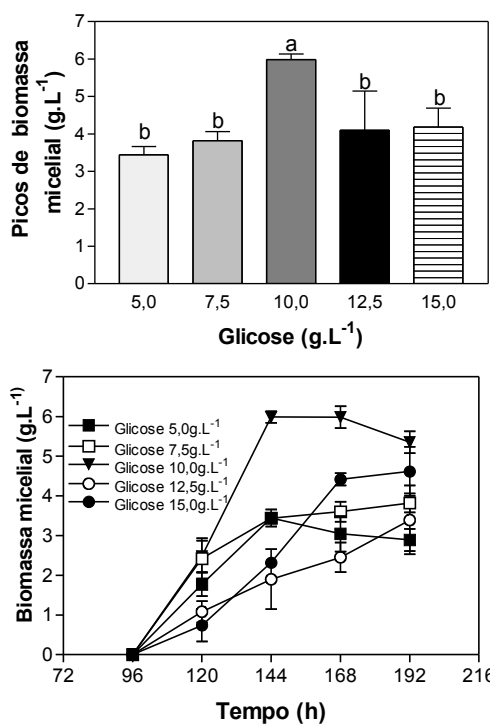 Picos de biomassa
micelial (g.L⁻¹)
7
6
5
4
3
2
1
0
b
b
a
b
b
5,0
7,5
10,0
12,5
15,0
Glicose (g.L⁻¹)
Biomassa micelial (g.L⁻¹)
7
6
5
4
3
2
1
0
Glicose 5,0g.L⁻¹
Glicose 7,5g.L⁻¹
Glicose 10,0g.L⁻¹
Glicose 12,5g.L⁻¹
Glicose 15,0g.L⁻¹
72
96
120
144
168
192
216
Tempo (h)